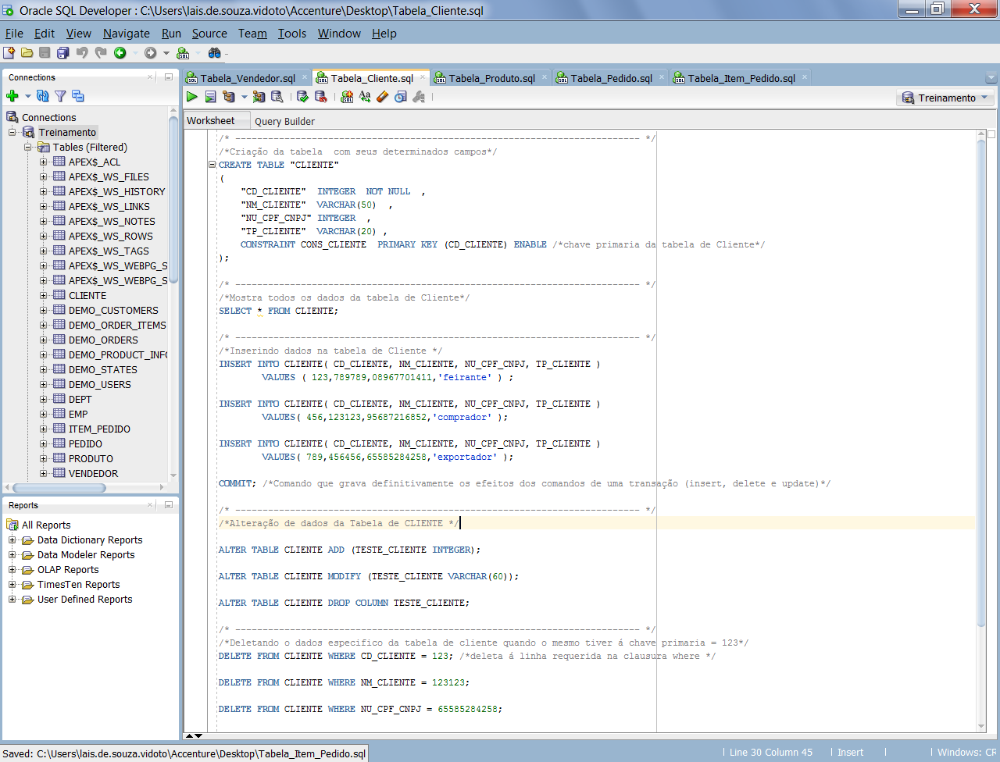 Oracle SQL Developer : C:\Users\lais.de.souza.vidoto\Accenture\Desktop\Tabela_Cliente.sql
File Edit View Navigate Run Source Team Tools Window Help
Connections
Connections
Treinamento
Tables (Filtered)
APEX$_ACL
APEX$_WS_FILES
APEX$_WS_HISTORY
APEX$_WS_LINKS
APEX$_WS_NOTES
APEX$_WS_ROWS
APEX$_WS_TAGS
APEX$_WS_WEBPG_S
APEX$_WS_WEBPG_S
CLIENTE
DEMO_CUSTOMERS
DEMO_ORDER_ITEMS
DEMO_ORDERS
DEMO_PRODUCT_INFO
DEMO_STATES
DEMO_USERS
DEPT
EMP
ITEM_PEDIDO
PEDIDO
PRODUTO
VENDEDOR
Reports
All Reports
Data Dictionary Reports
Data Modeler Reports
OLAP Reports
TimesTen Reports
User Defined Reports
Tabela_Vendedor.sql Tabela_Cliente.sql Tabela_Produto.sql Tabela_Pedido.sql Tabela_Item_Pedido.sql
Treinamento
Worksheet Query Builder
/* -------------------------------------------------------------------------- */
/*Criação da tabela  com seus determinados campos*/
CREATE TABLE "CLIENTE"
(
"CD_CLIENTE"  INTEGER  NOT NULL  ,
"NM_CLIENTE"  VARCHAR(50)  ,
"NU_CPF_CNPJ" INTEGER  ,
"TP_CLIENTE"  VARCHAR(20) ,
CONSTRAINT CONS_CLIENTE  PRIMARY KEY (CD_CLIENTE) ENABLE /*chave primaria da tabela de Cliente*/
);
/* -------------------------------------------------------------------------- */
/*Mostra todos os dados da tabela de Cliente*/
SELECT * FROM CLIENTE;
/* -------------------------------------------------------------------------- */
/*Inserindo dados na tabela de Cliente */
INSERT INTO CLIENTE( CD_CLIENTE, NM_CLIENTE, NU_CPF_CNPJ, TP_CLIENTE )
VALUES ( 123,789789,08967701411,'feirante' ) ;
INSERT INTO CLIENTE( CD_CLIENTE, NM_CLIENTE, NU_CPF_CNPJ, TP_CLIENTE )
VALUES( 456,123123,95687216852,'comprador' );
INSERT INTO CLIENTE( CD_CLIENTE, NM_CLIENTE, NU_CPF_CNPJ, TP_CLIENTE )
VALUES( 789,456456,65585284258,'exportador' );
COMMIT; /*Comando que grava definitivamente os efeitos dos comandos de uma transação (insert, delete e update)*/
/* -------------------------------------------------------------------------- */
/*Alteração de dados da Tabela de CLIENTE */
ALTER TABLE CLIENTE ADD (TESTE_CLIENTE INTEGER);
ALTER TABLE CLIENTE MODIFY (TESTE_CLIENTE VARCHAR(60));
ALTER TABLE CLIENTE DROP COLUMN TESTE_CLIENTE;
/* -------------------------------------------------------------------------- */
/*Deletando o dados especifico da tabela de cliente quando o mesmo tiver á chave primaria = 123*/
DELETE FROM CLIENTE WHERE CD_CLIENTE = 123; /*deleta á linha requerida na clausura where */
DELETE FROM CLIENTE WHERE NM_CLIENTE = 123123;
DELETE FROM CLIENTE WHERE NU_CPF_CNPJ = 65585284258;
Saved: C:\Users\lais.de.souza.vidoto\Accenture\Desktop\Tabela_Item_Pedido.sql
Line 30 Column 45 Insert Windows: CR